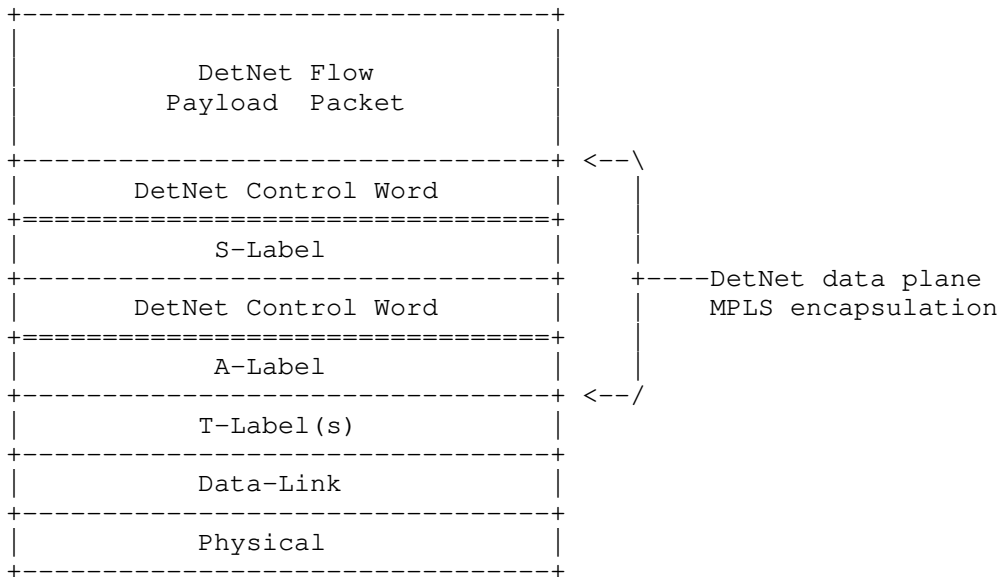 DetNet Flow
Payload Packet
DetNet Control Word
S-Label
DetNet Control Word
A-Label
T-Label(s)
Data-Link
Physical
DetNet data plane
MPLS encapsulation